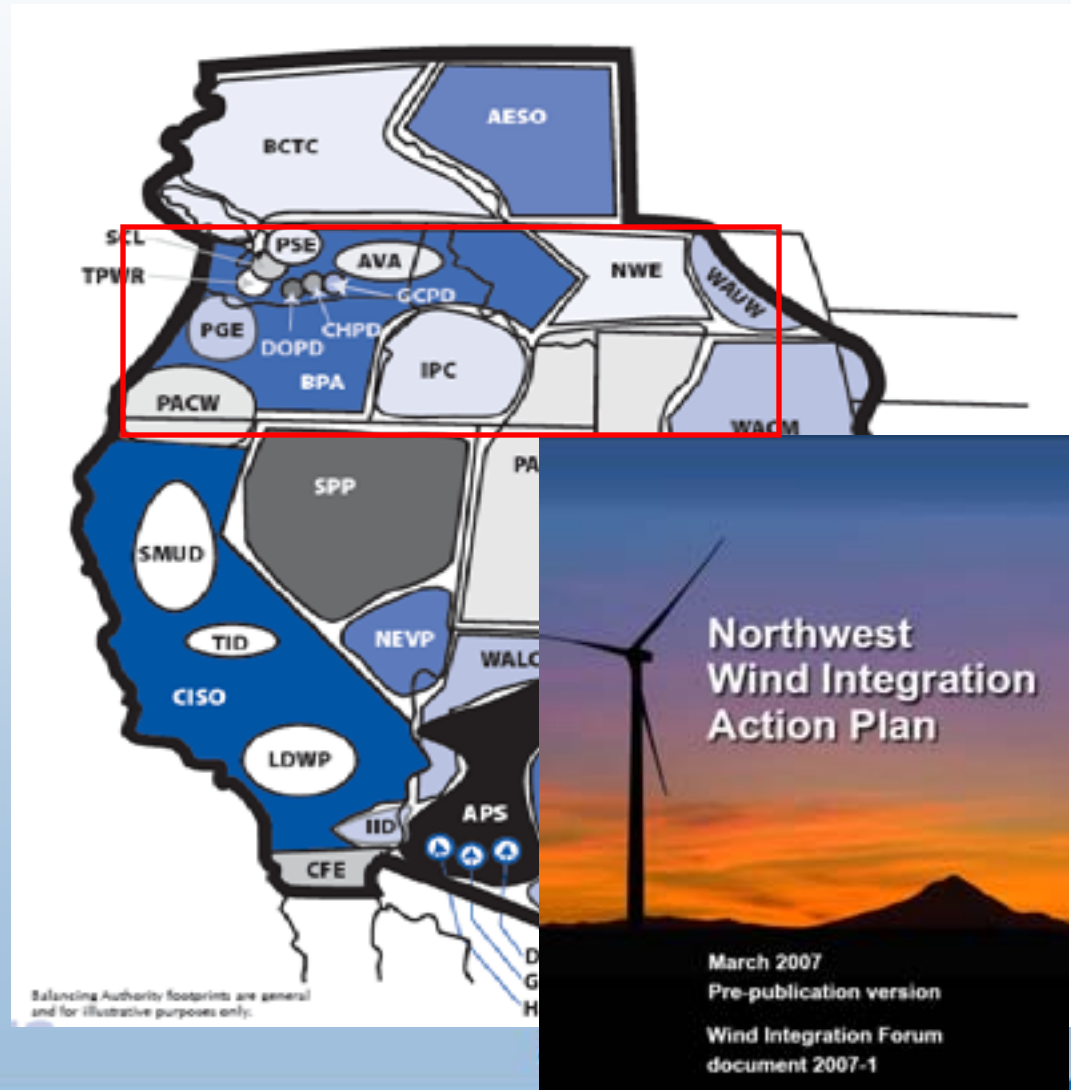 AESO
BCTC
SCL
PSE
AVA
NWE
TPWR
WAUW
GCPD
PGE
CHPD
DOPD
IPC
BPA
PACW
WACM
PA
SPP
SMUD
Northwest
Wind Integration
Action Plan
TID
NEVP
WALC
CISO
LDWP
APS
IID
CFE
D
G
H
Balancing Authority footprints are general
and for illustrative purposes only.
March 2007
Pre-publication version
Wind Integration Forum
document 2007-1